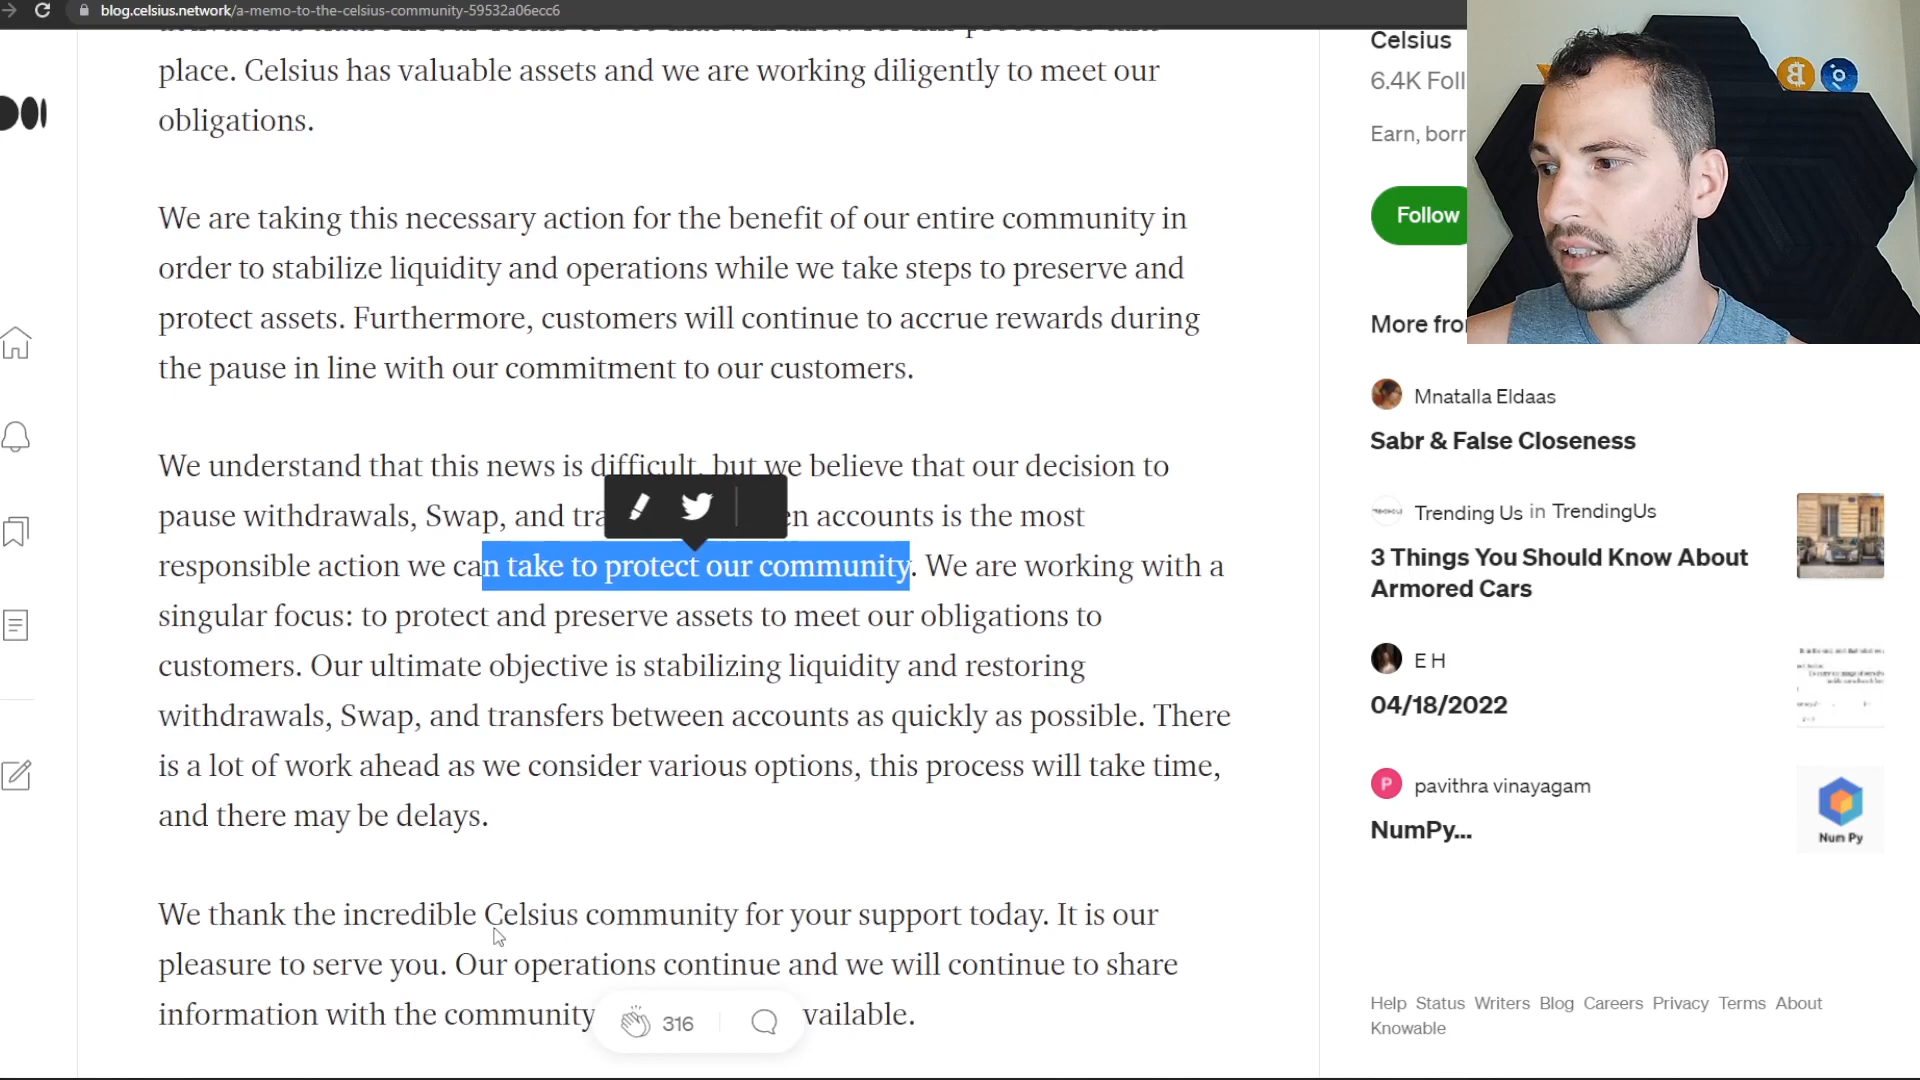 blog.celsius.network/a-memo-to-the-celsius-community-59532a06ecc6
place. Celsius has valuable assets and we are working diligently to meet our
obligations.
We are taking this necessary action for the benefit of our entire community in
order to stabilize liquidity and operations while we take steps to preserve and
protect assets. Furthermore, customers will continue to accrue rewards during
the pause in line with our commitment to our customers.
We understand that this news is difficult, but we believe that our decision to
pause withdrawals, Swap, and tra en accounts is the most
responsible action we can take to protect our community. We are working with a
singular focus: to protect and preserve assets to meet our obligations to
customers. Our ultimate objective is stabilizing liquidity and restoring
withdrawals, Swap, and transfers between accounts as quickly as possible. There
is a lot of work ahead as we consider various options, this process will take time,
and there may be delays.
We thank the incredible Celsius community for your support today. It is our
pleasure to serve you. Our operations continue and we will continue to share
information with the community vailable.
316
Celsius
6.4K Foll
Earn, borr
Follow
More fro
Mnatalla Eldaas
Sabr & False Closeness
Trending Us in TrendingUs
3 Things You Should Know About
Armored Cars
E H
04/18/2022
P pavithra vinayagam
NumPy...
Num Py
Help Status Writers Blog Careers Privacy Terms About
Knowable